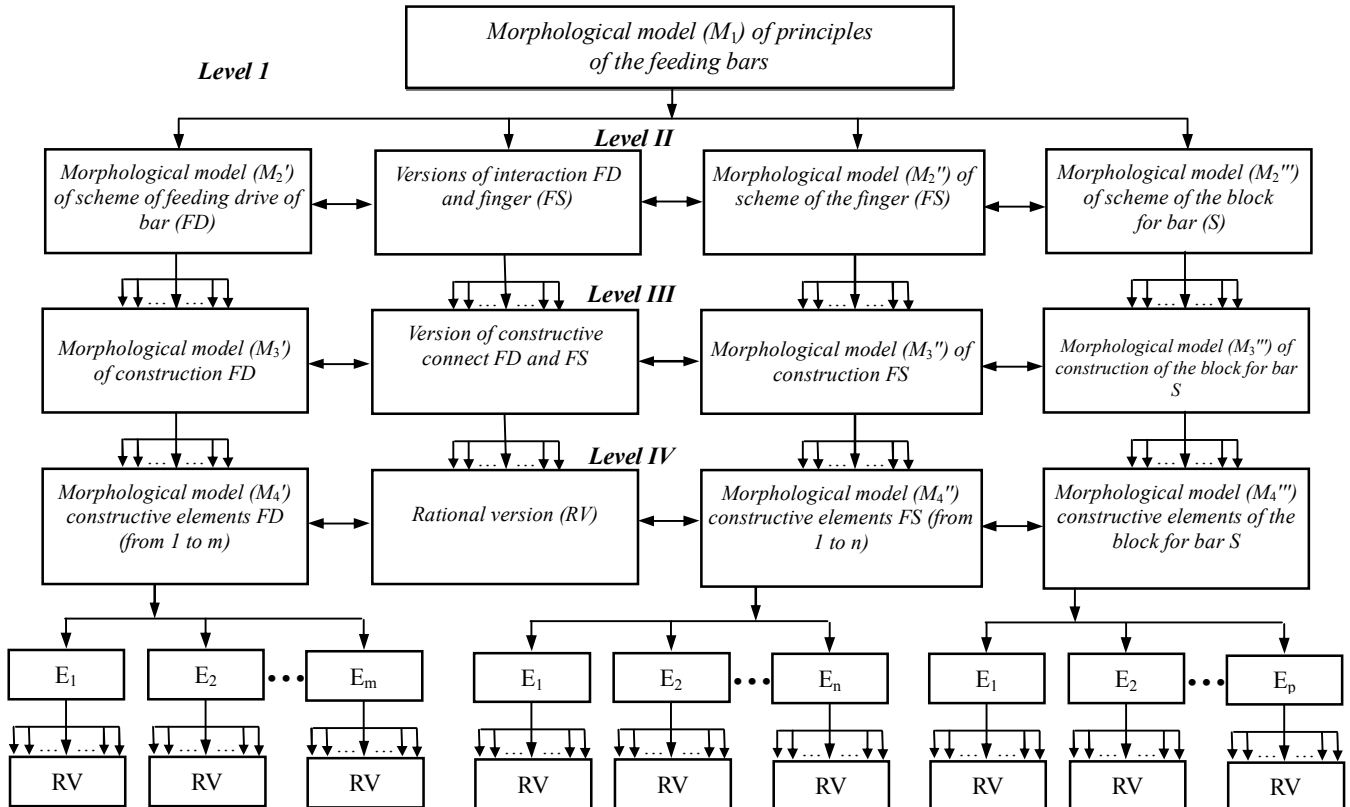 Morphological model (M₁) of principles
of the feeding bars
Level 1
Level II
Morphological model (M₂′)
of scheme of feeding drive of
bar (FD)
Versions of interaction FD
and finger (FS)
Morphological model (M₂′′) of
scheme of the finger (FS)
Morphological model (M₂′′′)
of scheme of the block
for bar (S)
... ...
... ...
... ...
... ...
Level III
Morphological model (M₃′)
of construction FD
Version of constructive
connect FD and FS
Morphological model (M₃′′) of
construction FS
Morphological model (M₃′′′) of
construction of the block for bar
S
... ...
... ...
... ...
... ...
Level IV
Morphological model (M₄′)
constructive elements FD
(from 1 to m)
Rational version (RV)
Morphological model (M₄′′)
constructive elements FS (from
1 to n)
Morphological model (M₄′′′)
constructive elements of the
block for bar S
E₁
E₂
•••
Eₘ
E₁
E₂
•••
Eₙ
E₁
E₂
•••
Eₚ
... ...
... ...
... ...
... ...
... ...
... ...
... ...
... ...
... ...
RV
RV
RV
RV
RV
RV
RV
RV
RV